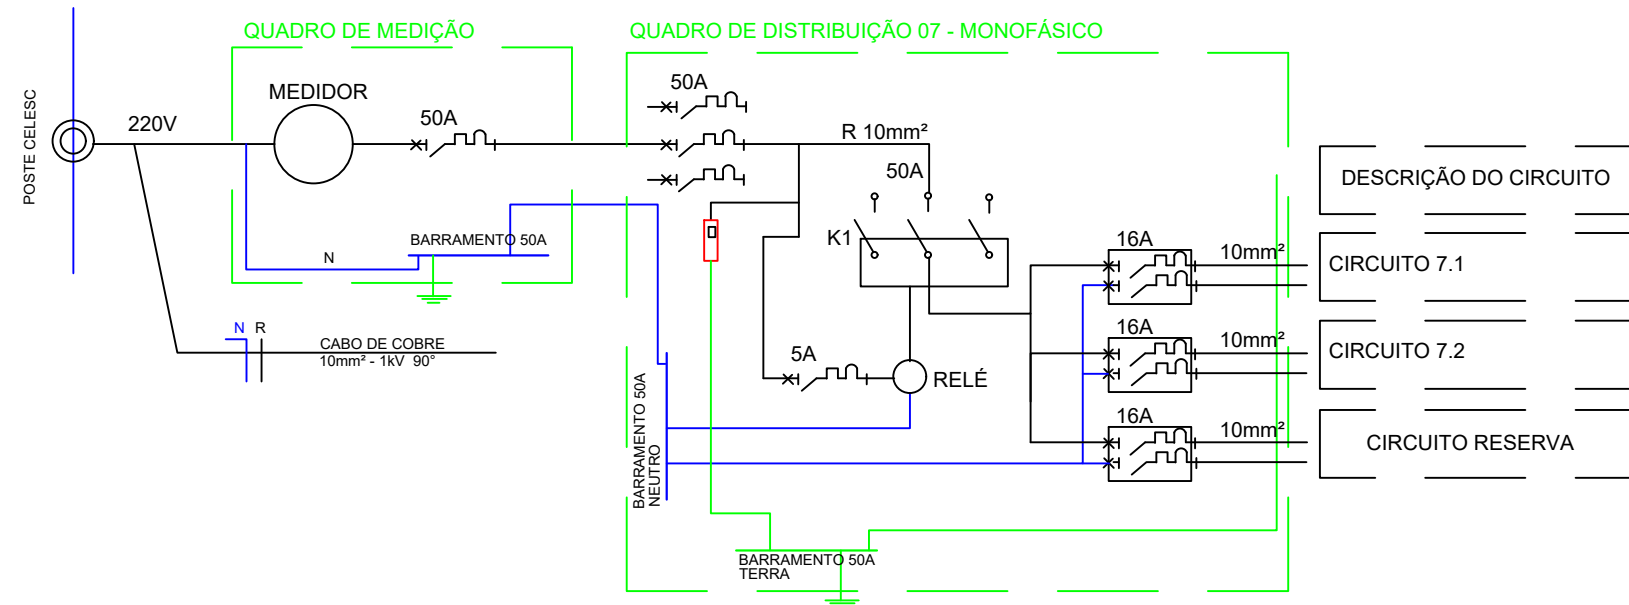 QUADRO DE MEDIÇÃO
QUADRO DE DISTRIBUIÇÃO 07 - MONOFÁSICO
POSTE CELESC
220V
MEDIDOR
50A
50A
R 10mm²
50A
K1
N
BARRAMENTO 50A
N R
CABO DE COBRE
10mm² - 1kV 90°
5A
RELÉ
BARRAMENTO 50A
NEUTRO
BARRAMENTO 50A
TERRA
16A
10mm²
16A
10mm²
16A
10mm²
DESCRIÇÃO DO CIRCUITO
CIRCUITO 7.1
CIRCUITO 7.2
CIRCUITO RESERVA